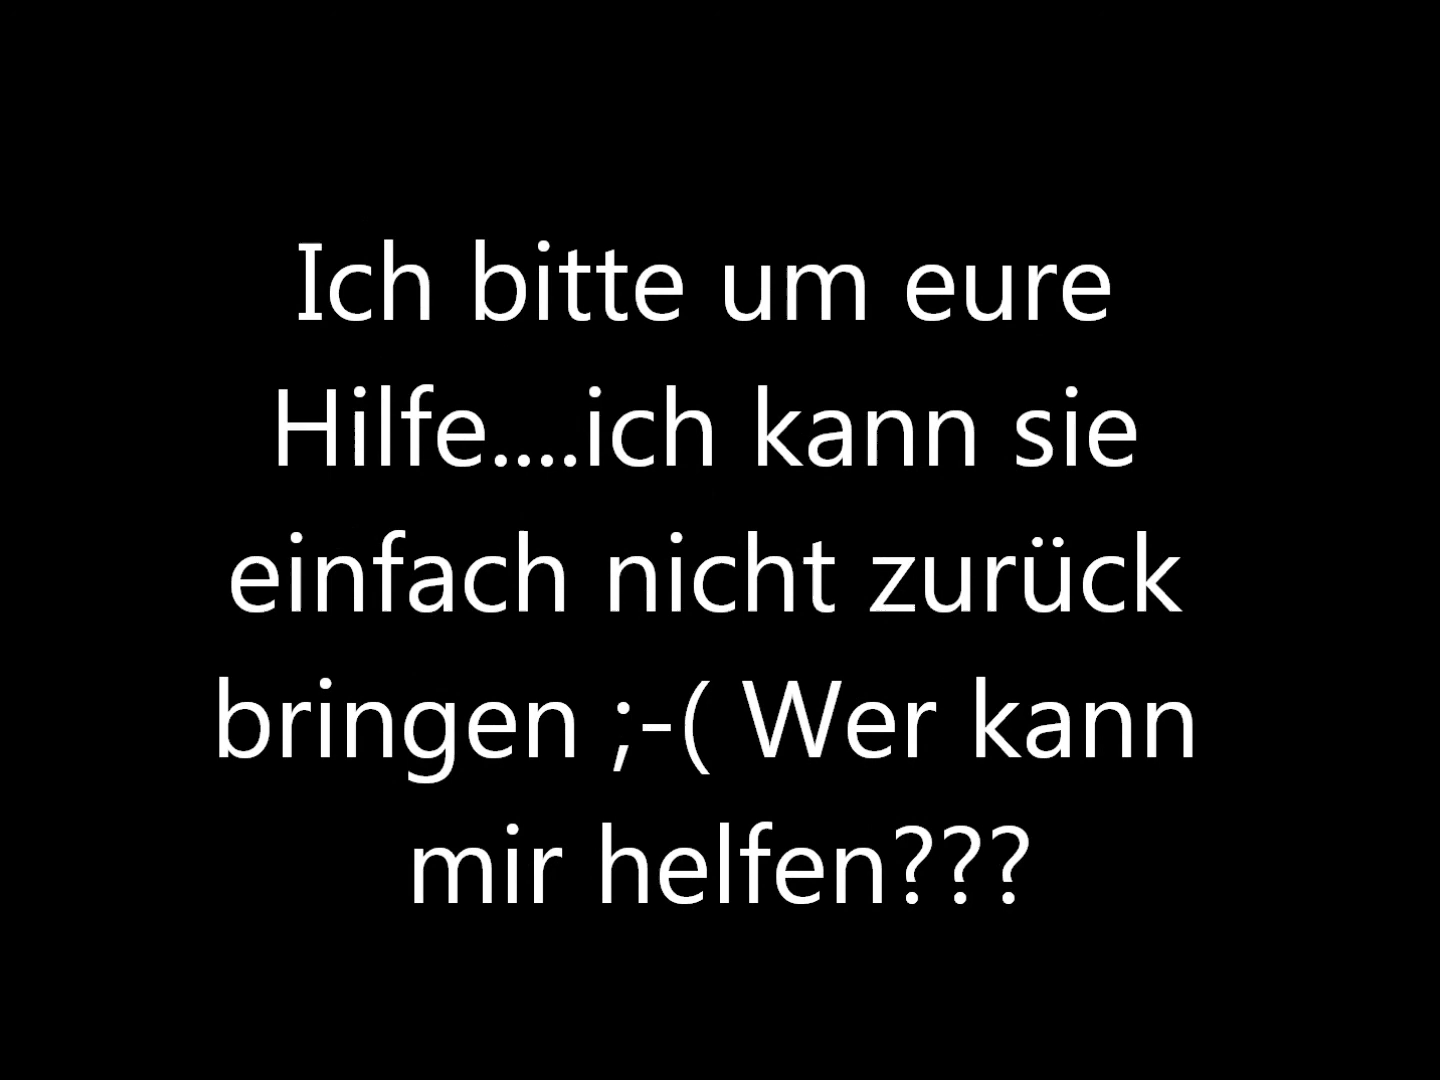 Ich bitte um eure
Hilfe....ich kann sie
einfach nicht zurück
bringen ;-( Wer kann
mir helfen???